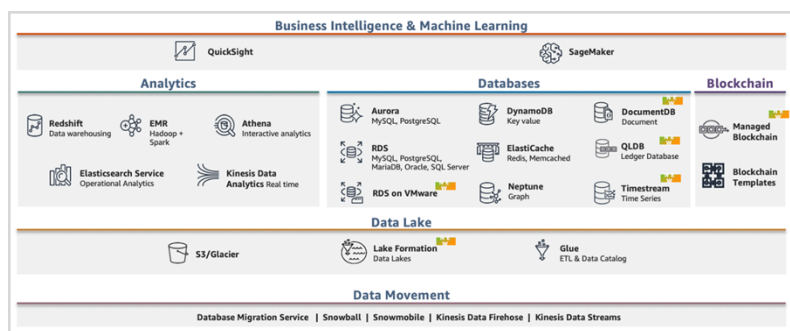 Business Intelligence & Machine Learning
QuickSight
SageMaker
Analytics
Redshift
Data warehousing
EMR
Hadoop +
Spark
Athena
Interactive analytics
Elasticsearch Service
Operational Analytics
Kinesis Data
Analytics Real time
Databases
Aurora
MySQL, PostgreSQL
DynamoDB
Key value
DocumentDB
Document
RDS
MySQL, PostgreSQL,
MariaDB, Oracle, SQL Server
ElastiCache
Redis, Memcached
QLDB
Ledger Database
RDS on VMware
Neptune
Graph
Timestream
Time Series
Blockchain
Managed
Blockchain
Blockchain
Templates
Data Lake
S3/Glacier
Lake Formation
Data Lakes
Glue
ETL & Data Catalog
Data Movement
Database Migration Service | Snowball | Snowmobile | Kinesis Data Firehose | Kinesis Data Streams